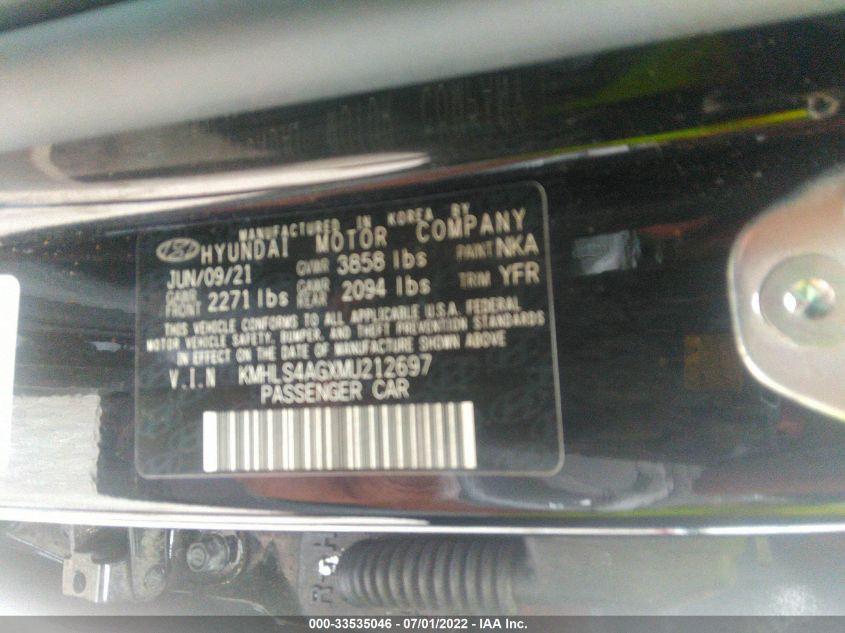 MANUFACTURED IN KOREA BY
HYUNDAI MOTOR COMPANY
JUN/09/21 GVWR 3858 lbs PAINT NKA
GAWR FRONT 2271 lbs GAWR REAR 2094 lbs TRIM YFR
THIS VEHICLE CONFORMS TO ALL APPLICABLE U.S.A. FEDERAL
MOTOR VEHICLE SAFETY, BUMPER, AND THEFT PREVENTION STANDARDS
IN EFFECT ON THE DATE OF MANUFACTURE SHOWN ABOVE
V.I.N KMHLS4AGXMU212697
PASSENGER CAR
000-33535046 - 07/01/2022 - IAA Inc.